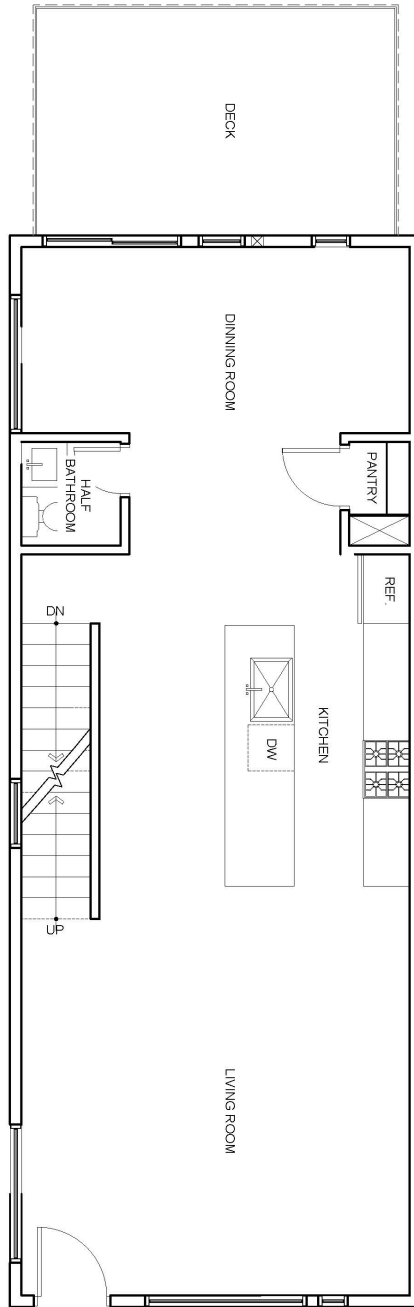 DECK
DINNING ROOM
PANTRY
HALF
BATHROOM
REF.
DN
KITCHEN
DW
UP
LIVING ROOM